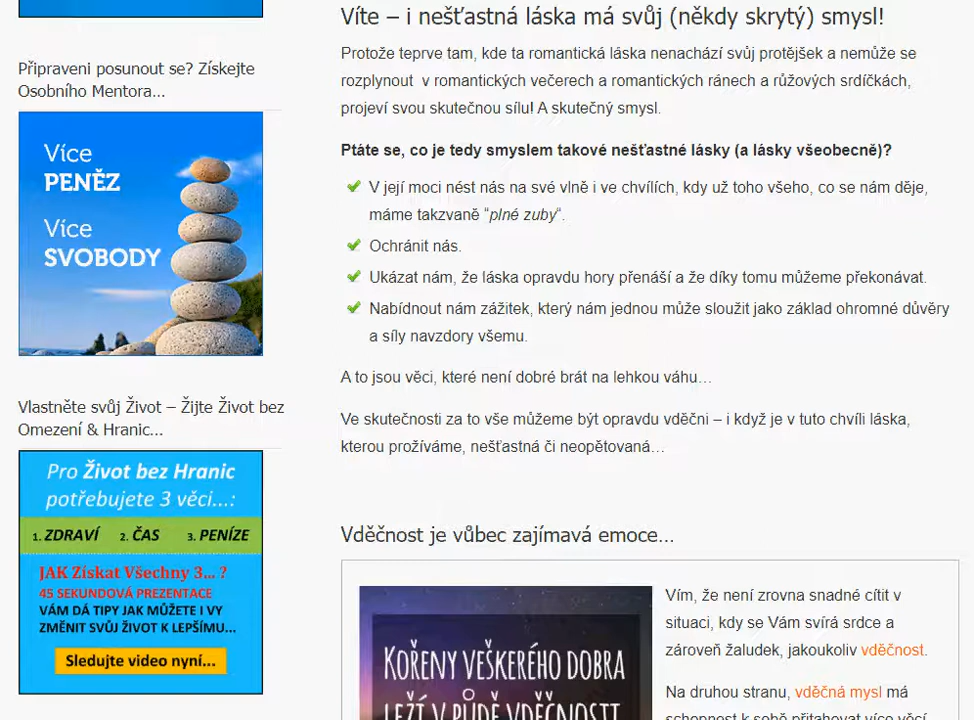 Připraveni posunout se? Získejte
Osobního Mentora...
Více
PENĚZ
Více
SVOBODY
Vlastněte svůj Život – Žijte Život bez
Omezení & Hranic...
Pro Život bez Hranic
potřebujete 3 věci...:
1. ZDRAVÍ 2. ČAS 3. PENÍZE
JAK Získat Všechny 3... ?
45 SEKUNDOVÁ PREZENTACE
VÁM DÁ TIPY JAK MŮŽETE I VY
ZMĚNIT SVŮJ ŽIVOT K LEPŠÍMU...
Sledujte video nyní...
Víte – i nešťastná láska má svůj (někdy skrytý) smysl!
Protože teprve tam, kde ta romantická láska nenachází svůj protějšek a nemůže se
rozplynout v romantických večerech a romantických ránech a růžových srdíčkách,
projeví svou skutečnou sílu! A skutečný smysl.
Ptáte se, co je tedy smyslem takové nešťastné lásky (a lásky všeobecně)?
V její moci nést nás na své vlně i ve chvílích, kdy už toho všeho, co se nám děje,
máme takzvaně “plné zuby“.
Ochránit nás.
Ukázat nám, že láska opravdu hory přenáší a že díky tomu můžeme překonávat.
Nabídnout nám zážitek, který nám jednou může sloužit jako základ ohromné důvěry
a síly navzdory všemu.
A to jsou věci, které není dobré brát na lehkou váhu…
Ve skutečnosti za to vše můžeme být opravdu vděčni – i když je v tuto chvíli láska,
kterou prožíváme, nešťastná či neopětovaná…
Vděčnost je vůbec zajímavá emoce…
KOŘENY VEŠKERÉHO DOBRA
LEŽÍ V PŮDĚ VDĚČNOSTI
Vím, že není zrovna snadné cítit v
situaci, kdy se Vám svírá srdce a
zároveň žaludek, jakoukoliv vděčnost.
Na druhou stranu, vděčná mysl má
schopnost k sobě přitahovat více věcí